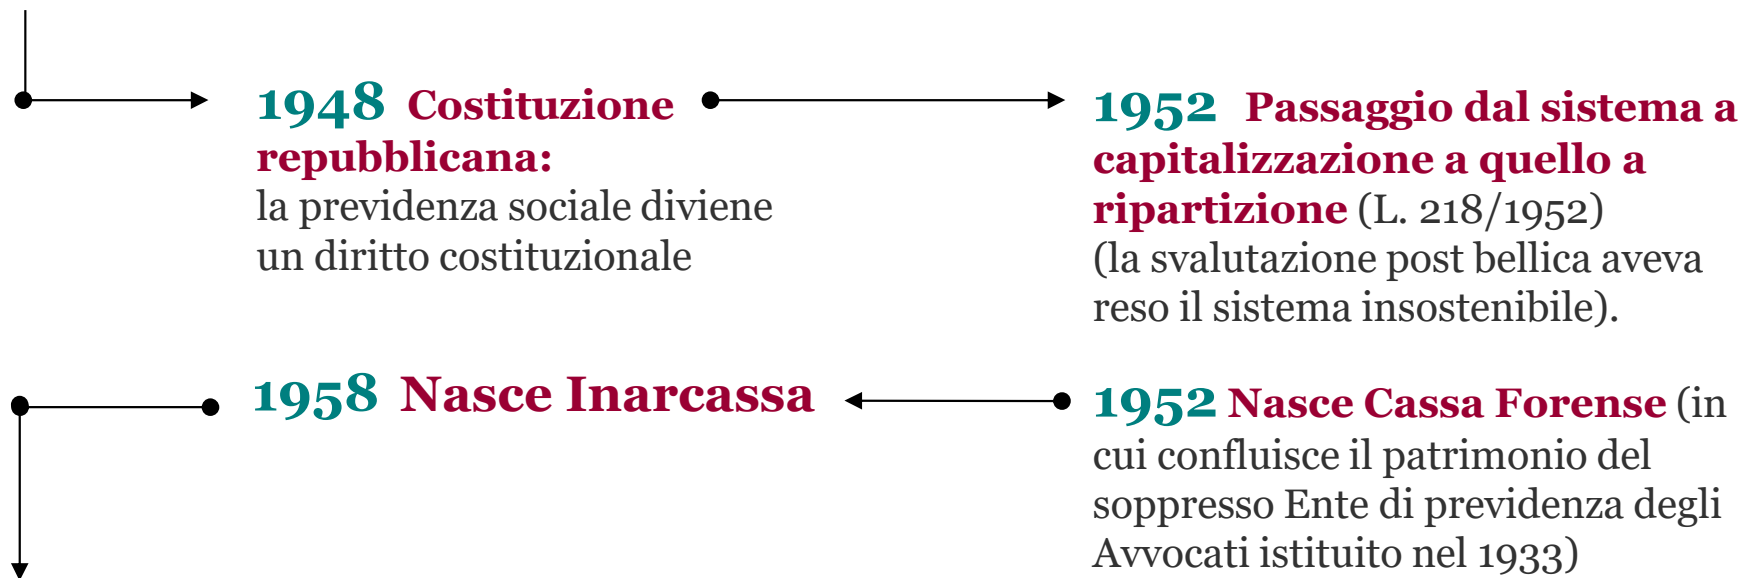 1948 Costituzione
repubblicana:
la previdenza sociale diviene
un diritto costituzionale
1952 Passaggio dal sistema a
capitalizzazione a quello a
ripartizione (L. 218/1952)
(la svalutazione post bellica aveva
reso il sistema insostenibile).
1952 Nasce Cassa Forense (in
cui confluisce il patrimonio del
soppresso Ente di previdenza degli
Avvocati istituito nel 1933)
1958 Nasce Inarcassa